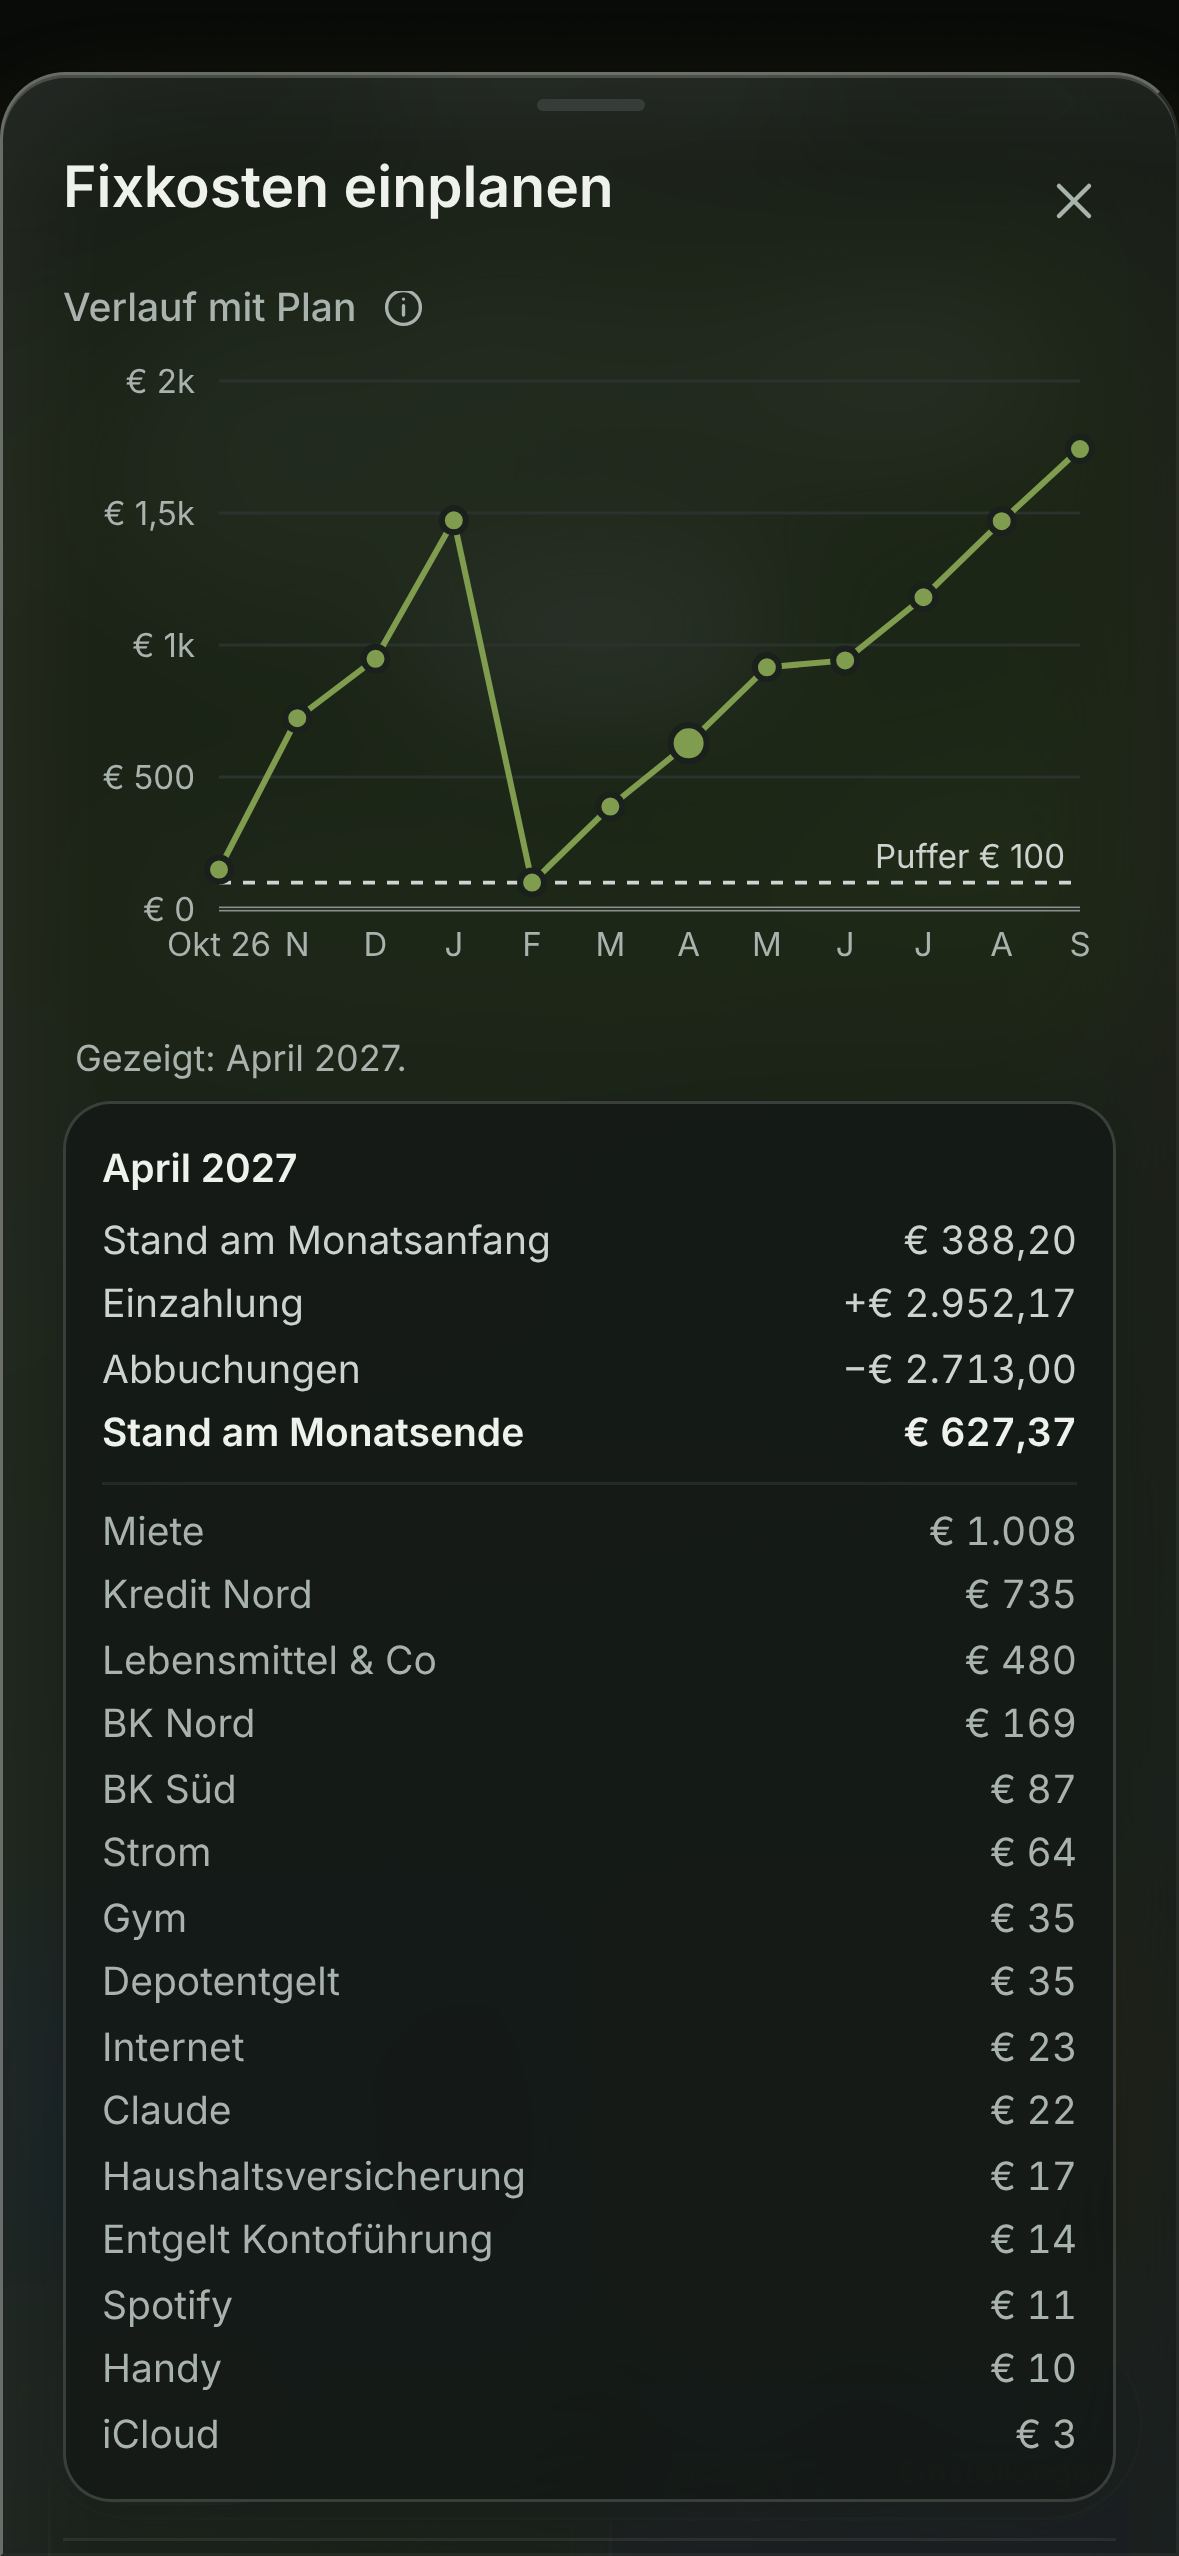 Fixkosten einplanen
Verlauf mit Plan
€ 2k
€ 1,5k
€ 1k
€ 500
Puffer € 100
€ 0
Okt 26 N D J F M A M J J A S
Gezeigt: April 2027.
April 2027
Stand am Monatsanfang € 388,20
Einzahlung +€ 2.952,17
Abbuchungen −€ 2.713,00
Stand am Monatsende € 627,37
Miete € 1.008
Kredit Nord € 735
Lebensmittel & Co € 480
BK Nord € 169
BK Süd € 87
Strom € 64
Gym € 35
Depotentgelt € 35
Internet € 23
Claude € 22
Haushaltsversicherung € 17
Entgelt Kontoführung € 14
Spotify € 11
Handy € 10
iCloud € 3